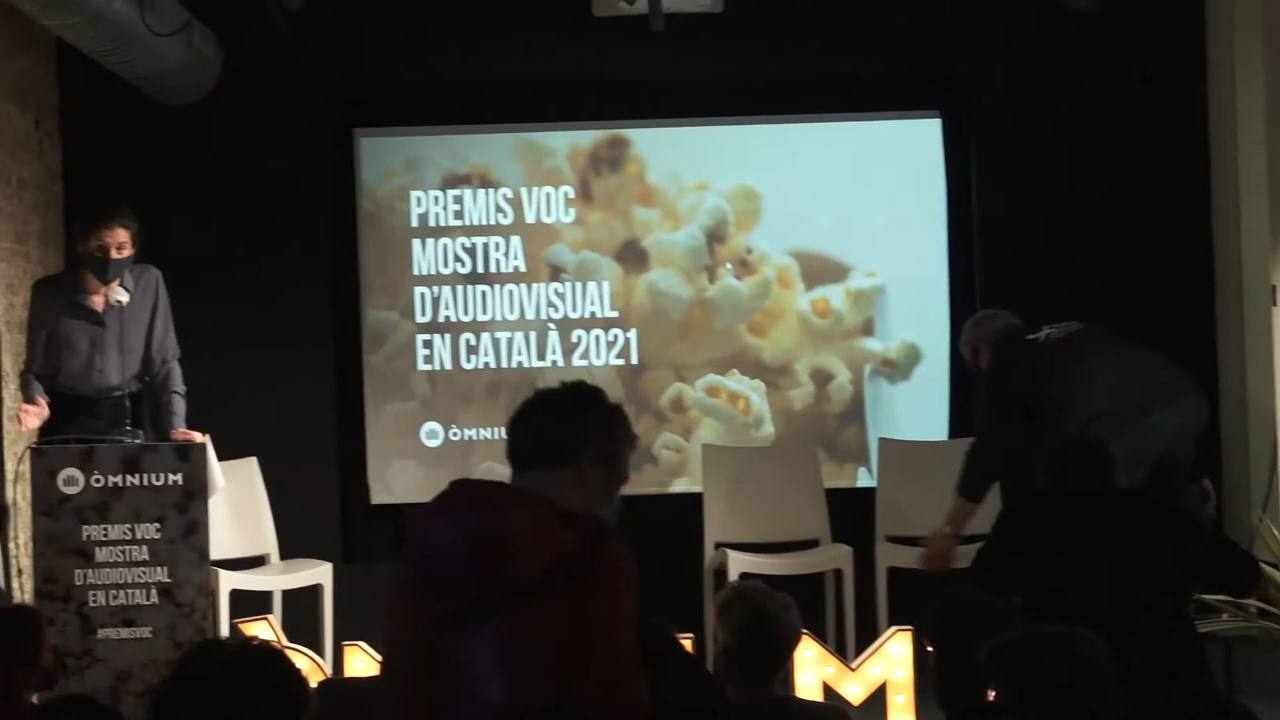 PREMIS VOC
MOSTRA
D'AUDIOVISUAL
EN CATALÀ 2021
ÒMNIU
ÒMNIUM
PREMIS VOC
MOSTRA
D'AUDIOVISUAL
EN CATALÀ
#PREMISVOC
M